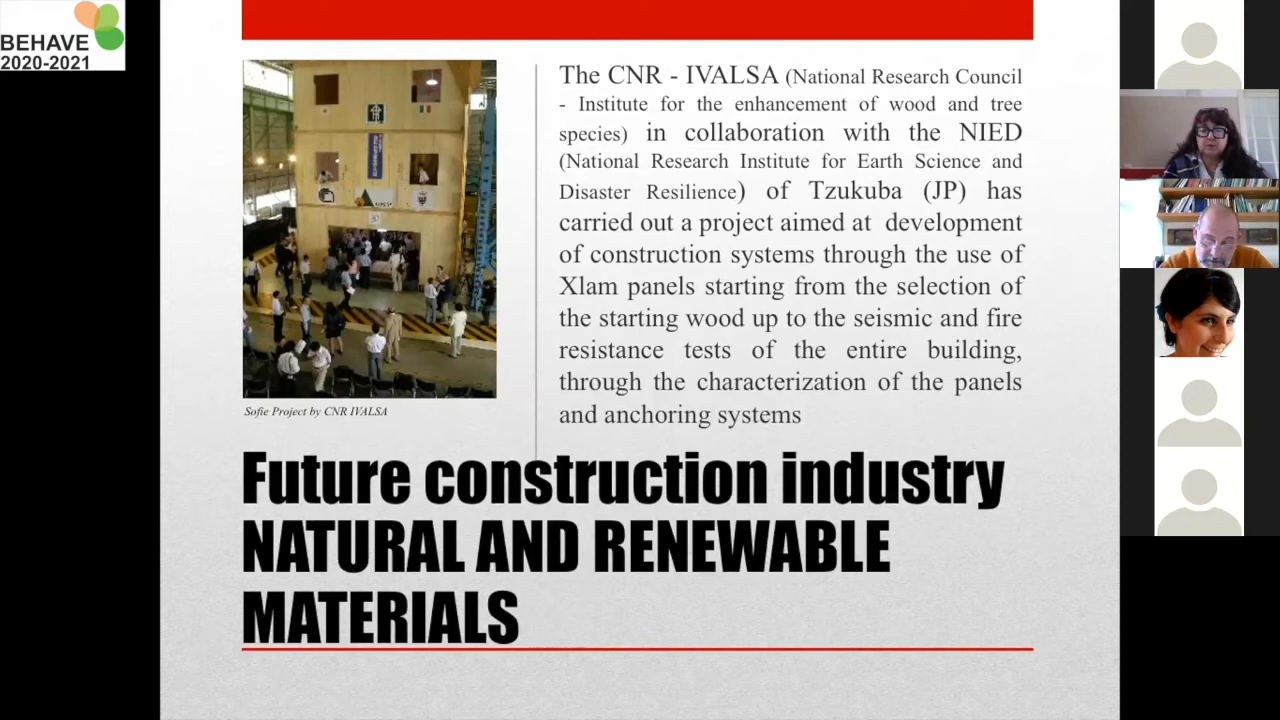 BEHAVE
2020-2021
The CNR - IVALSA (National Research Council
- Institute for the enhancement of wood and tree
species) in collaboration with the NIED
(National Research Institute for Earth Science and
Disaster Resilience) of Tzukuba (JP) has
carried out a project aimed at development
of construction systems through the use of
Xlam panels starting from the selection of
the starting wood up to the seismic and fire
resistance tests of the entire building,
through the characterization of the panels
and anchoring systems
Sofie Project by CNR IVALSA
Future construction industry
NATURAL AND RENEWABLE
MATERIALS